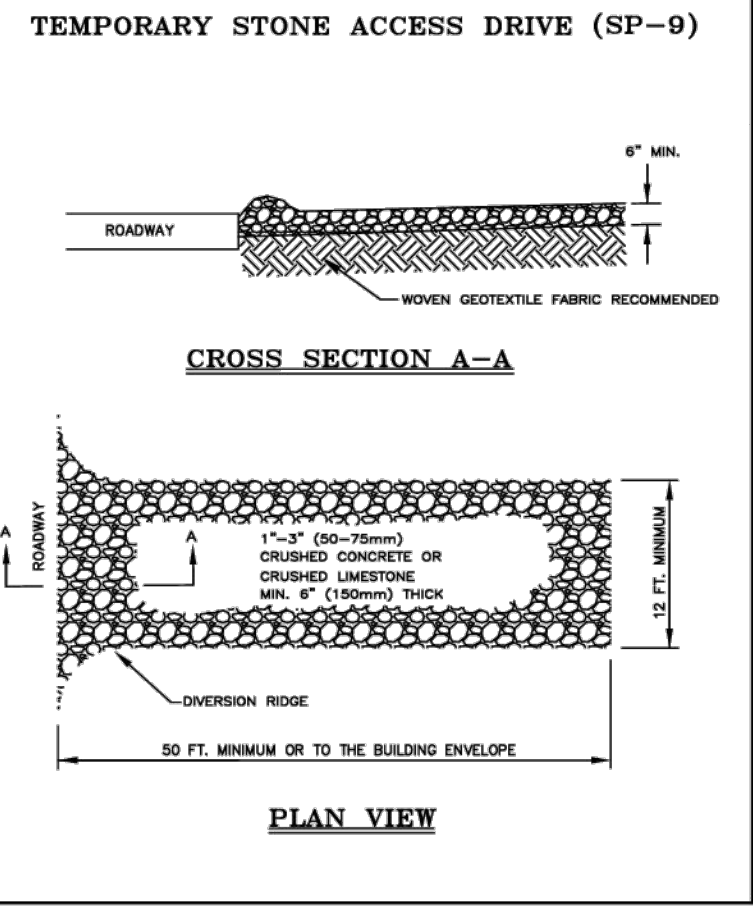 TEMPORARY STONE ACCESS DRIVE (SP-9)
6" MIN.
ROADWAY
WOVEN GEOTEXTILE FABRIC RECOMMENDED
CROSS SECTION A-A
A
ROADWAY
A
1"-3" (50-75mm)
CRUSHED CONCRETE OR
CRUSHED LIMESTONE
MIN. 6" (150mm) THICK
12 FT. MINIMUM
DIVERSION RIDGE
50 FT. MINIMUM OR TO THE BUILDING ENVELOPE
PLAN VIEW